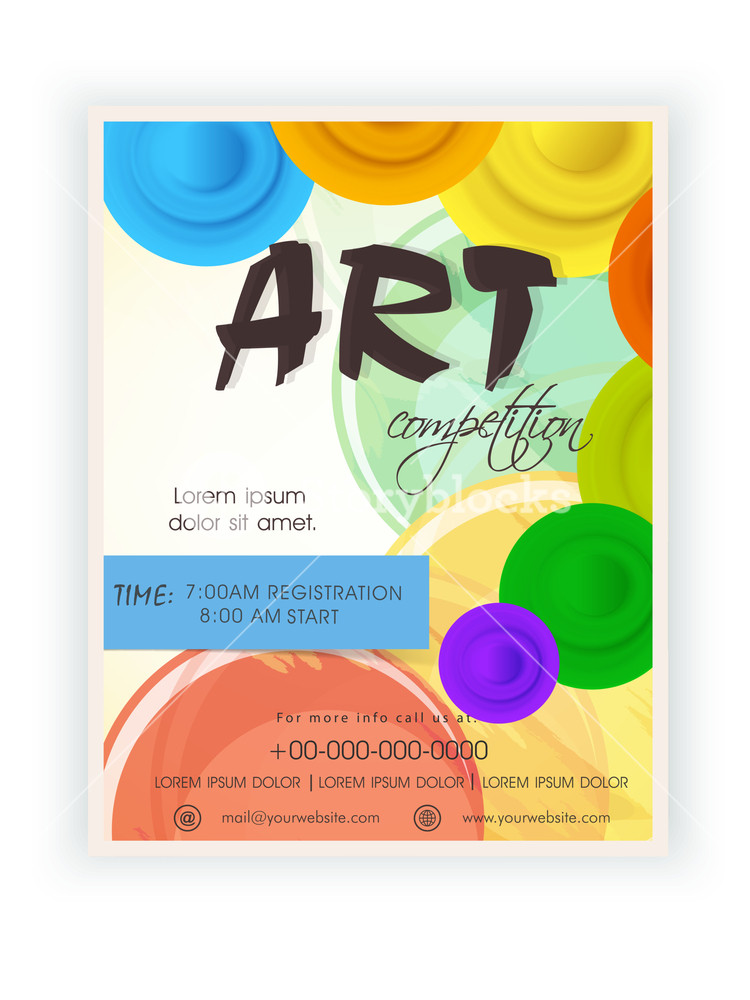 ART
competition
Lorem ipsum
dolor sit amet.
TIME: 7:00AM REGISTRATION
8:00 AM START
For more info call us at:
+00-000-000-0000
LOREM IPSUM DOLOR | LOREM IPSUM DOLOR | LOREM IPSUM DOLOR
@ mail@yourwebsite.com www.yourwebsite.com